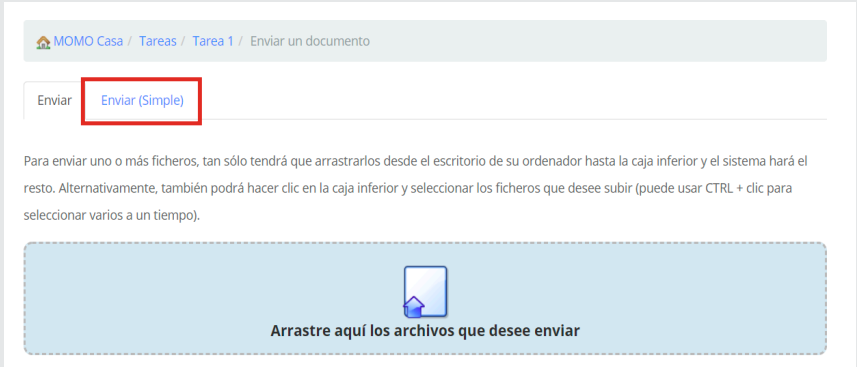 MOMO Casa / Tareas / Tarea 1 / Enviar un documento
Enviar
Enviar (Simple)
Para enviar uno o más ficheros, tan sólo tendrá que arrastrarlos desde el escritorio de su ordenador hasta la caja inferior y el sistema hará el
resto. Alternativamente, también podrá hacer clic en la caja inferior y seleccionar los ficheros que desee subir (puede usar CTRL + clic para
seleccionar varios a un tiempo).
Arrastre aquí los archivos que desee enviar